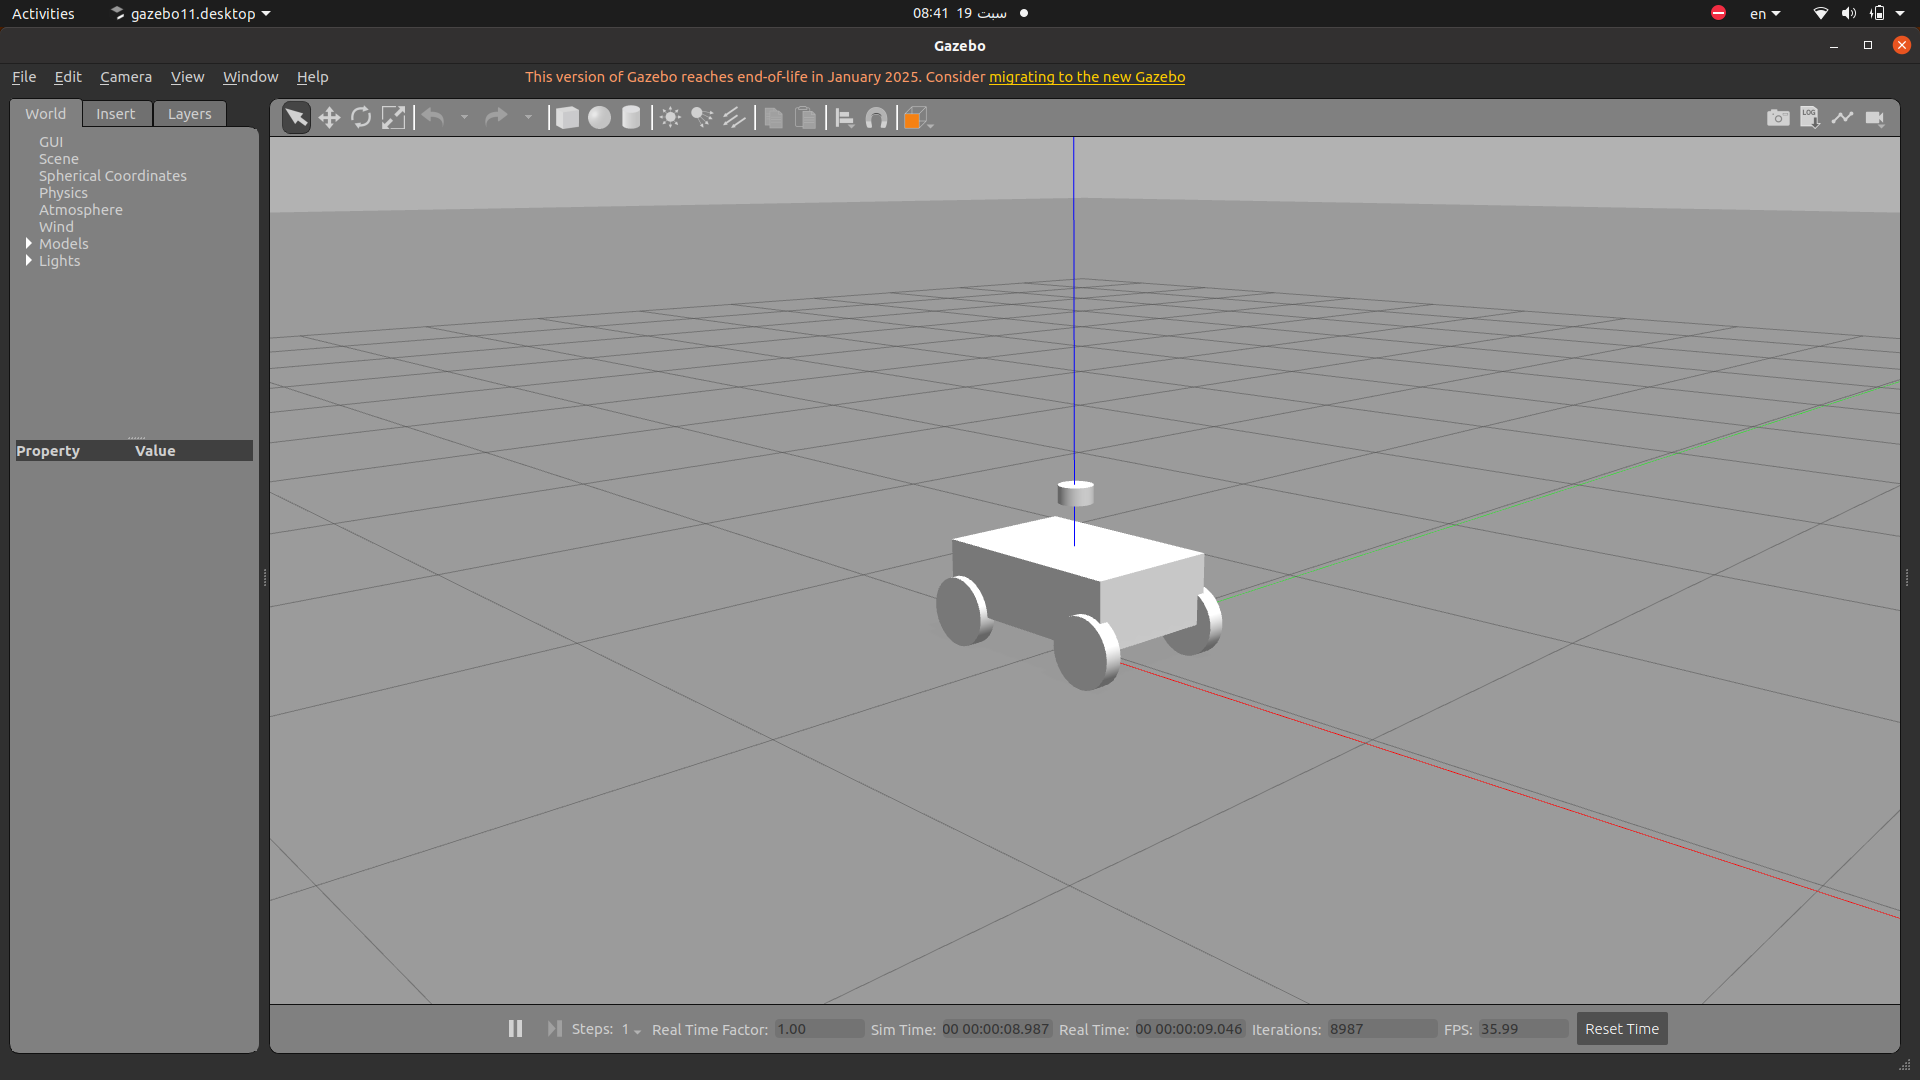 Activities gazebo11.desktop 08:41 19 سبت en
Gazebo
File Edit Camera View Window Help This version of Gazebo reaches end-of-life in January 2025. Consider migrating to the new Gazebo
World Insert Layers
LOG
GUI
Scene
Spherical Coordinates
Physics
Atmosphere
Wind
Models
Lights
Property Value
Steps: 1 Real Time Factor: 1.00 Sim Time: 00 00:00:08.987 Real Time: 00 00:00:09.046 Iterations: 8987 FPS: 35.99 Reset Time